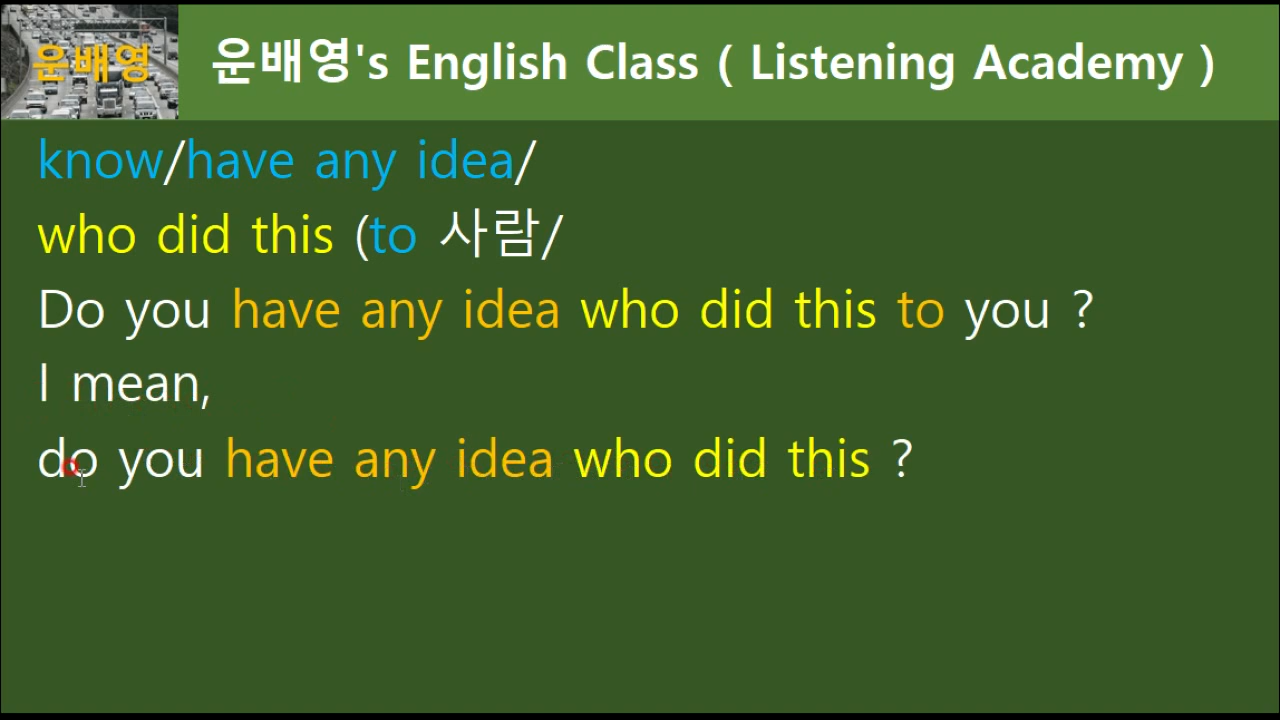 운배영
운배영's English Class ( Listening Academy )
know/have any idea/
who did this (to 사람/
Do you have any idea who did this to you ?
I mean,
do you have any idea who did this ?